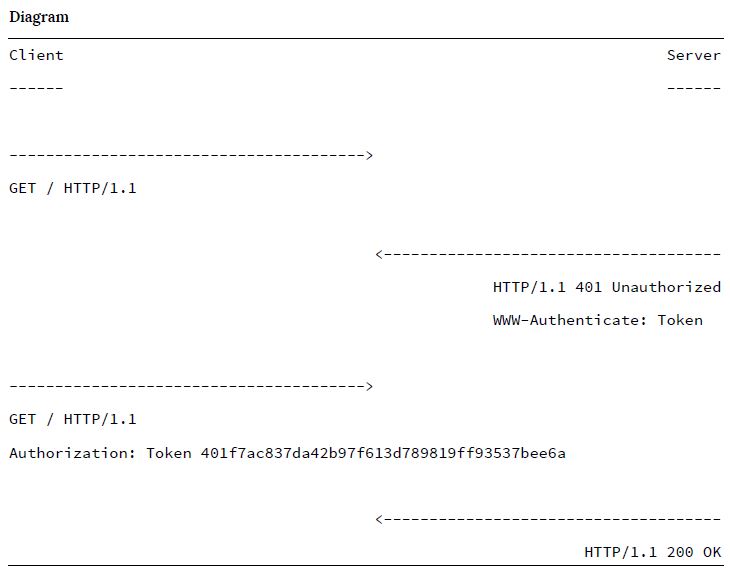 Diagram
Client Server
------ ------
--------------------------------------->
GET / HTTP/1.1
<-------------------------------------
HTTP/1.1 401 Unauthorized
WWW-Authenticate: Token
--------------------------------------->
GET / HTTP/1.1
Authorization: Token 401f7ac837da42b97f613d789819ff93537bee6a
<-------------------------------------
HTTP/1.1 200 OK